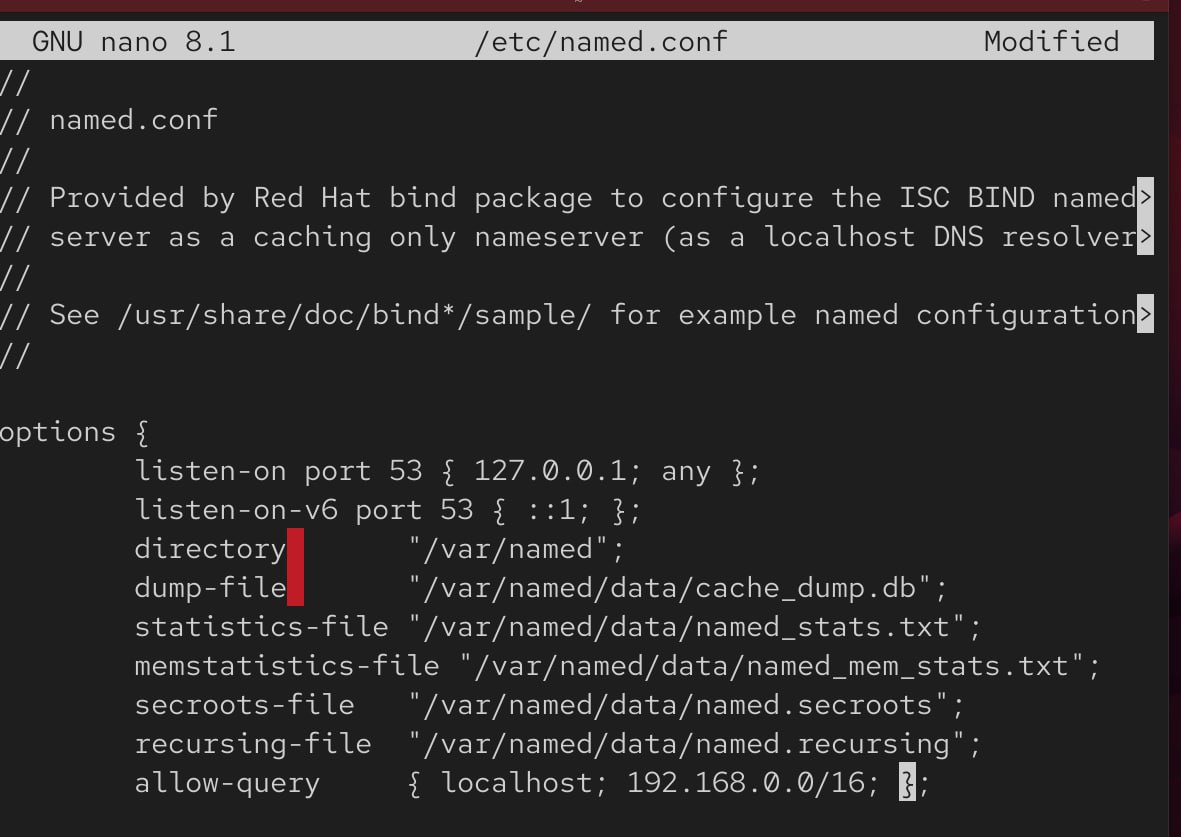 GNU nano 8.1 /etc/named.conf Modified
//
// named.conf
//
// Provided by Red Hat bind package to configure the ISC BIND named>
// server as a caching only nameserver (as a localhost DNS resolver>
//
// See /usr/share/doc/bind*/sample/ for example named configuration>
//
options {
listen-on port 53 { 127.0.0.1; any };
listen-on-v6 port 53 { ::1; };
directory "/var/named";
dump-file "/var/named/data/cache_dump.db";
statistics-file "/var/named/data/named_stats.txt";
memstatistics-file "/var/named/data/named_mem_stats.txt";
secroots-file "/var/named/data/named.secroots";
recursing-file "/var/named/data/named.recursing";
allow-query { localhost; 192.168.0.0/16; };